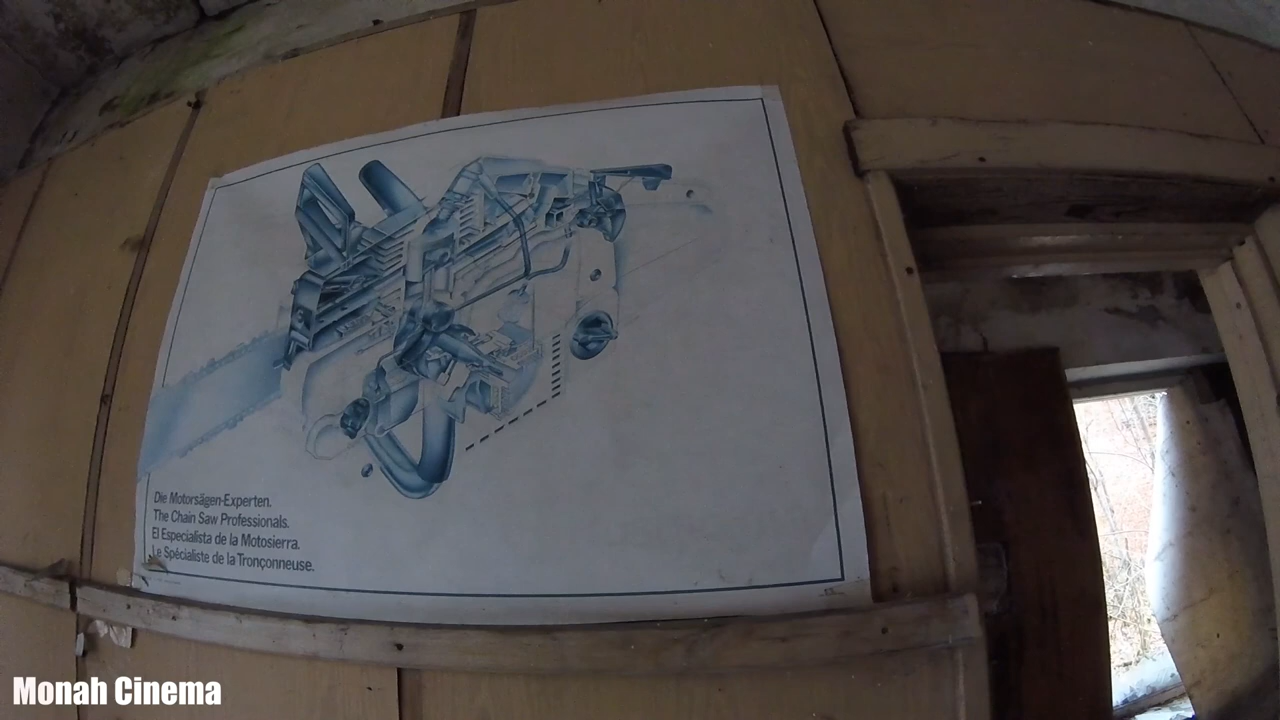 Die Motorsägen-Experten.
The Chain Saw Professionals.
El Especialista de la Motosierra.
Le Spécialiste de la Tronçonneuse.
Monah Cinema